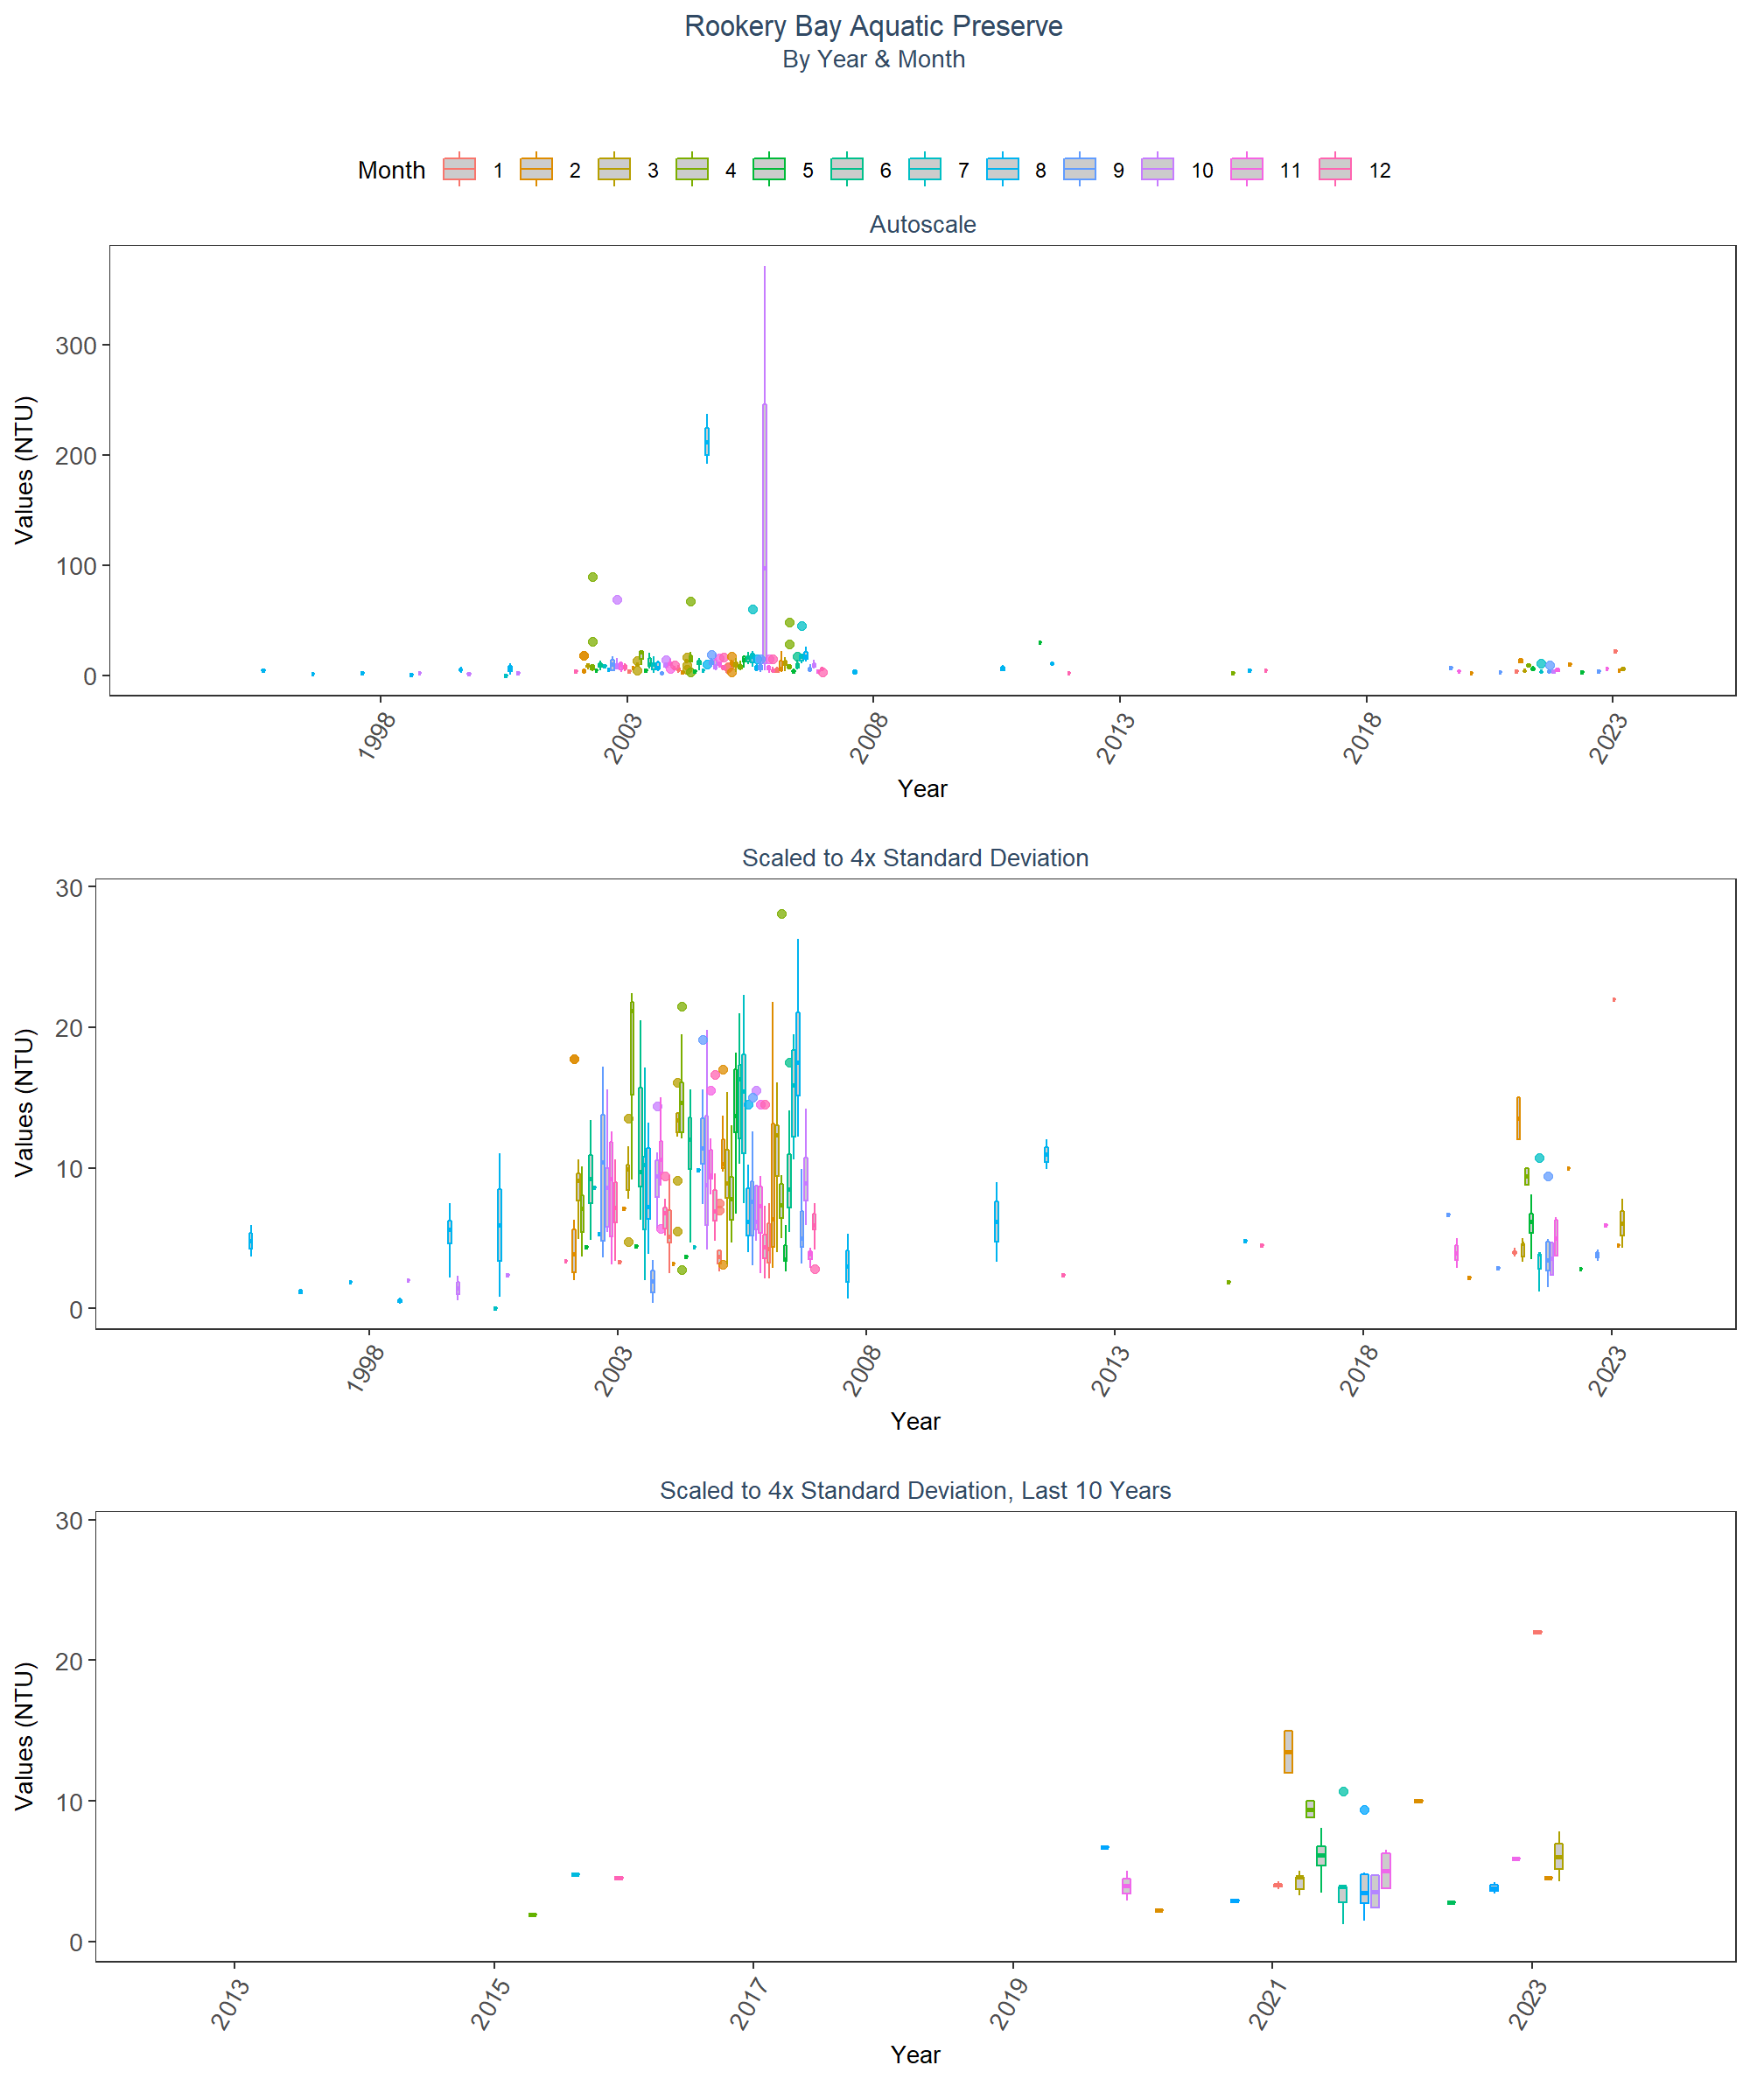 Rookery Bay Aquatic Preserve
By Year & Month
Month 1 2 3 4 5 6 7 8 9 10 11 12
Autoscale
Values (NTU)
300
200
100
0
1998 2003 2008 2013 2018 2023
Year
Scaled to 4x Standard Deviation
Values (NTU)
30
20
10
0
1998 2003 2008 2013 2018 2023
Year
Scaled to 4x Standard Deviation, Last 10 Years
Values (NTU)
30
20
10
0
2013 2015 2017 2019 2021 2023
Year